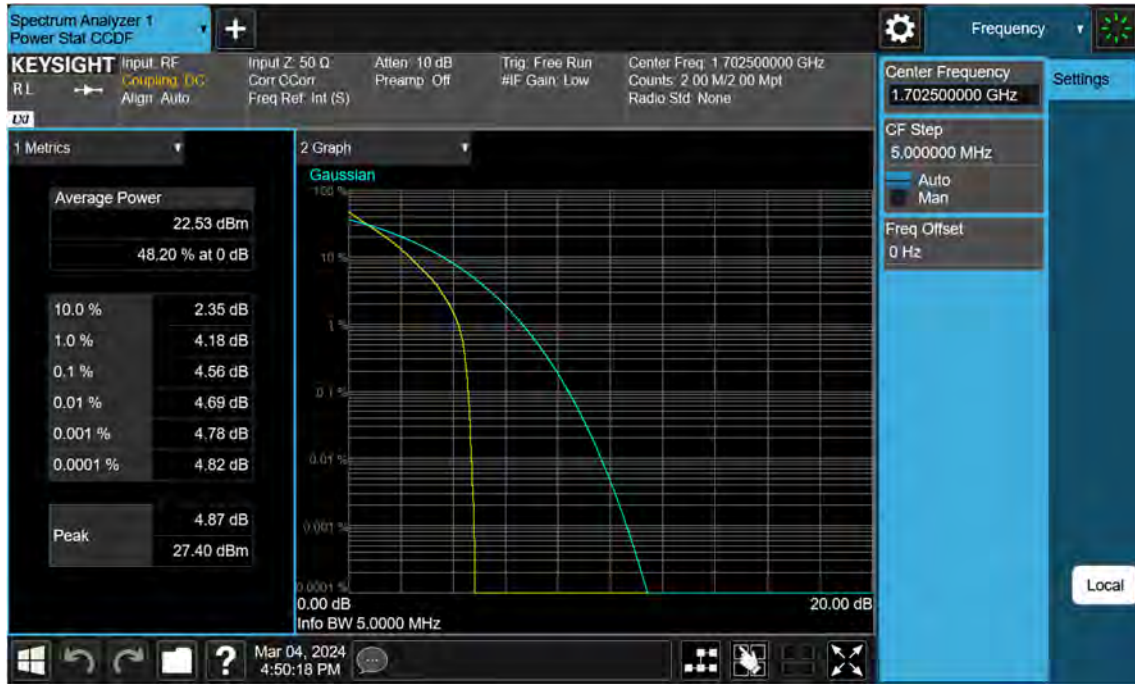 Spectrum Analyzer 1
Power Stat CCDF
Frequency
KEYSIGHT
RL
LXI
Input: RF
Coupling: DC
Align: Auto
Input Z: 50 Ω
Corr CCorr
Freq Ref: Int (S)
Atten: 10 dB
Preamp: Off
Trig: Free Run
#IF Gain: Low
Center Freq: 1.702500000 GHz
Counts: 2.00 M/2.00 Mpt
Radio Std: None
Center Frequency
1.702500000 GHz
Settings
CF Step
5.000000 MHz
Auto
Man
Freq Offset
0 Hz
1 Metrics
Average Power
22.53 dBm
48.20 % at 0 dB
10.0 % 2.35 dB
1.0 % 4.18 dB
0.1 % 4.56 dB
0.01 % 4.69 dB
0.001 % 4.78 dB
0.0001 % 4.82 dB
Peak
4.87 dB
27.40 dBm
2 Graph
Gaussian
100 %
10 %
1 %
0.1 %
0.01 %
0.001 %
0.0001 %
0.00 dB 20.00 dB
Info BW 5.0000 MHz
Local
?
Mar 04, 2024
4:50:18 PM